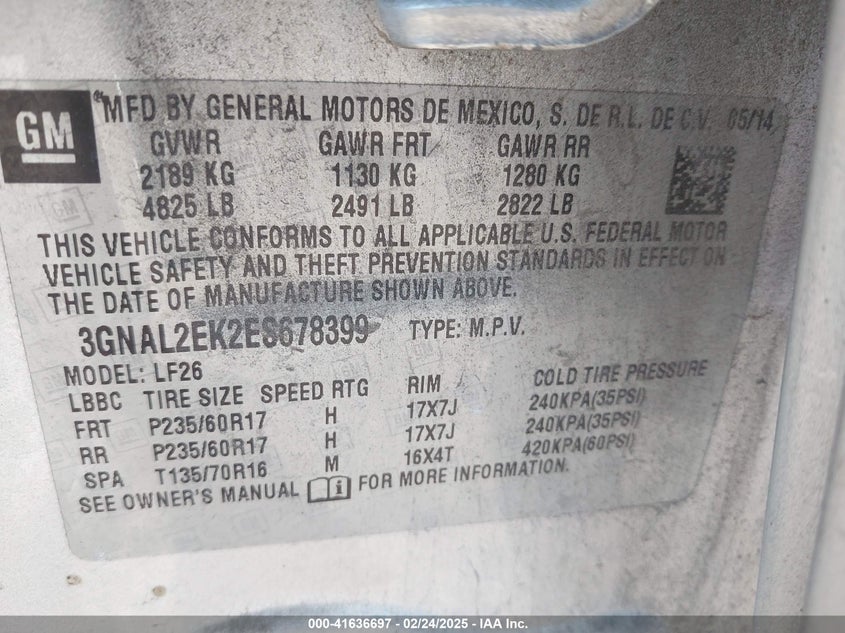 GM
MFD BY GENERAL MOTORS DE MEXICO, S. DE R.L. DE C.V. 05/14
GVWR GAWR FRT GAWR RR
2189 KG 1130 KG 1280 KG
4825 LB 2491 LB 2822 LB
THIS VEHICLE CONFORMS TO ALL APPLICABLE U.S. FEDERAL MOTOR
VEHICLE SAFETY AND THEFT PREVENTION STANDARDS IN EFFECT ON
THE DATE OF MANUFACTURE SHOWN ABOVE.
3GNAL2EK2ES678399 TYPE: M.P.V.
MODEL: LF26
LBBC TIRE SIZE SPEED RTG RIM COLD TIRE PRESSURE
FRT P235/60R17 H 17X7J 240KPA(35PSI)
RR P235/60R17 H 17X7J 240KPA(35PSI)
SPA T135/70R16 M 16X4T 420KPA(60PSI)
SEE OWNER'S MANUAL i FOR MORE INFORMATION.
000-41636697 - 02/24/2025 - IAA Inc.